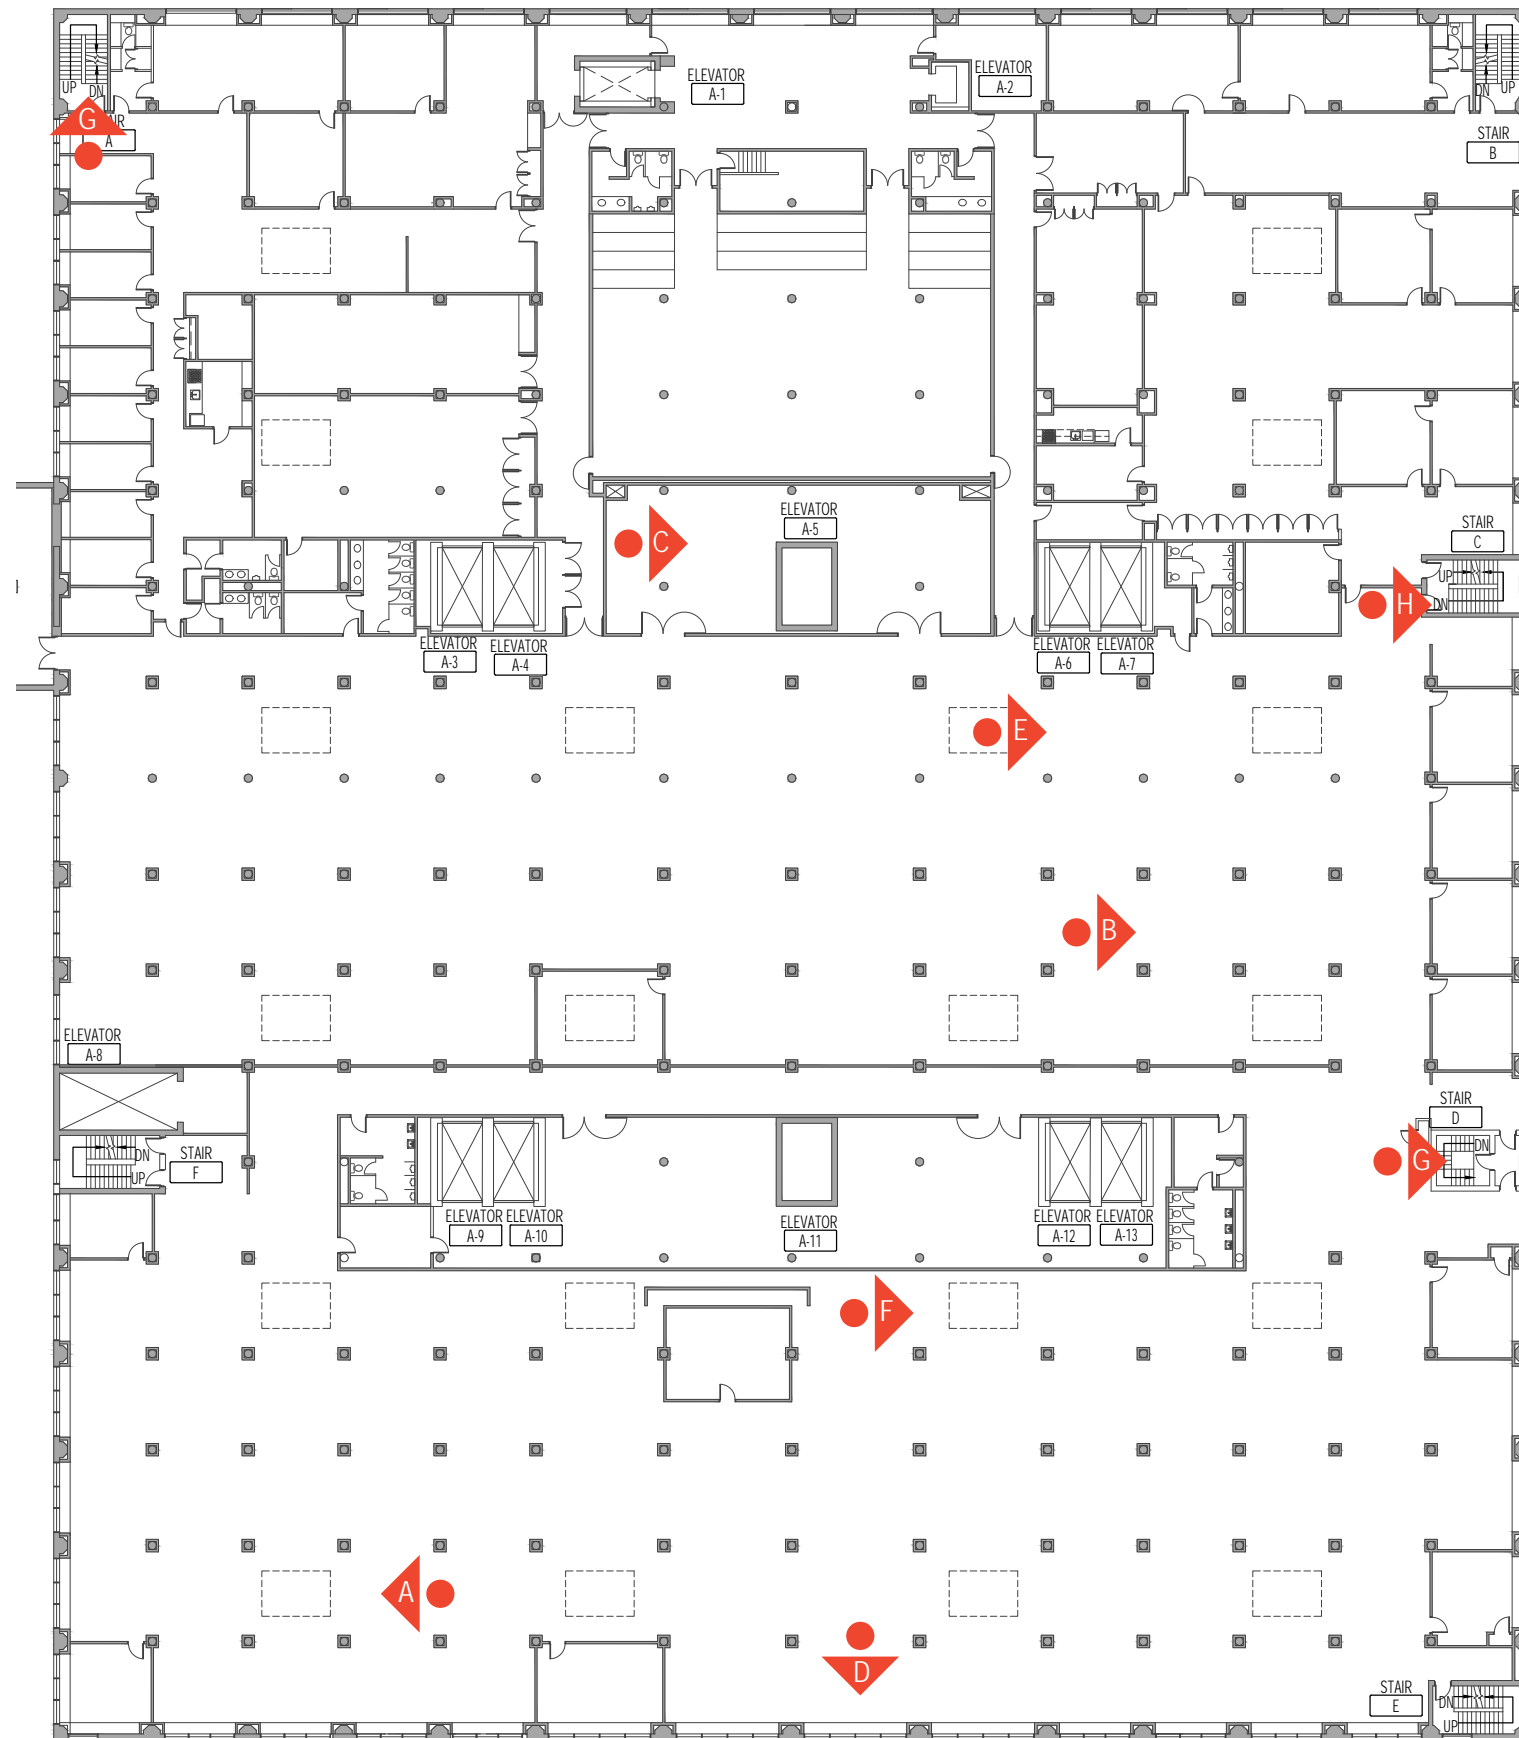 UP
DN
DN
UP
ELEVATOR
A-1
ELEVATOR
A-2
G
A
STAIR
B
ELEVATOR
A-5
C
STAIR
C
UP
DN
H
ELEVATOR
A-3
ELEVATOR
A-4
ELEVATOR
A-6
ELEVATOR
A-7
E
B
ELEVATOR
A-8
STAIR
D
DN
UP
STAIR
F
DN
G
ELEVATOR
A-9
ELEVATOR
A-10
ELEVATOR
A-11
ELEVATOR
A-12
ELEVATOR
A-13
F
A
D
STAIR
E
DN
UP